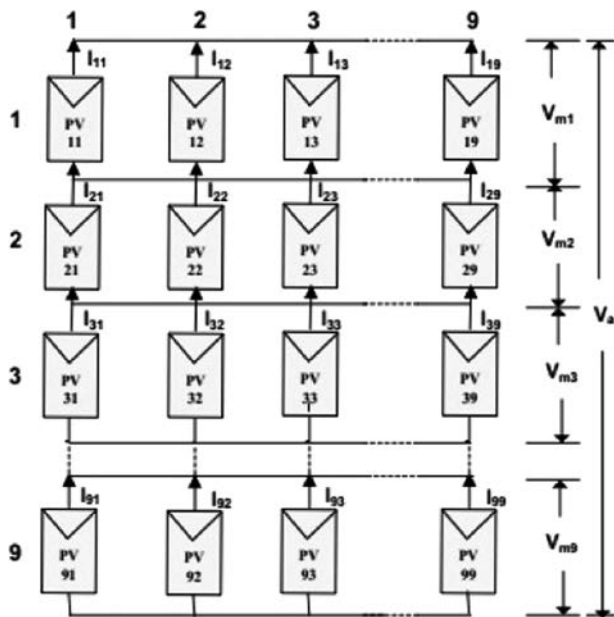 1 2 3 9
I11 I12 I13 I19
1 PV 11 PV 12 PV 13 PV 19 Vm1
I21 I22 I23 I29
2 PV 21 PV 22 PV 23 PV 29 Vm2
I31 I32 I33 I39
Va
3 PV 31 PV 32 PV 33 PV 39 Vm3
I91 I92 I93 I99
9 PV 91 PV 92 PV 93 PV 99 Vm9